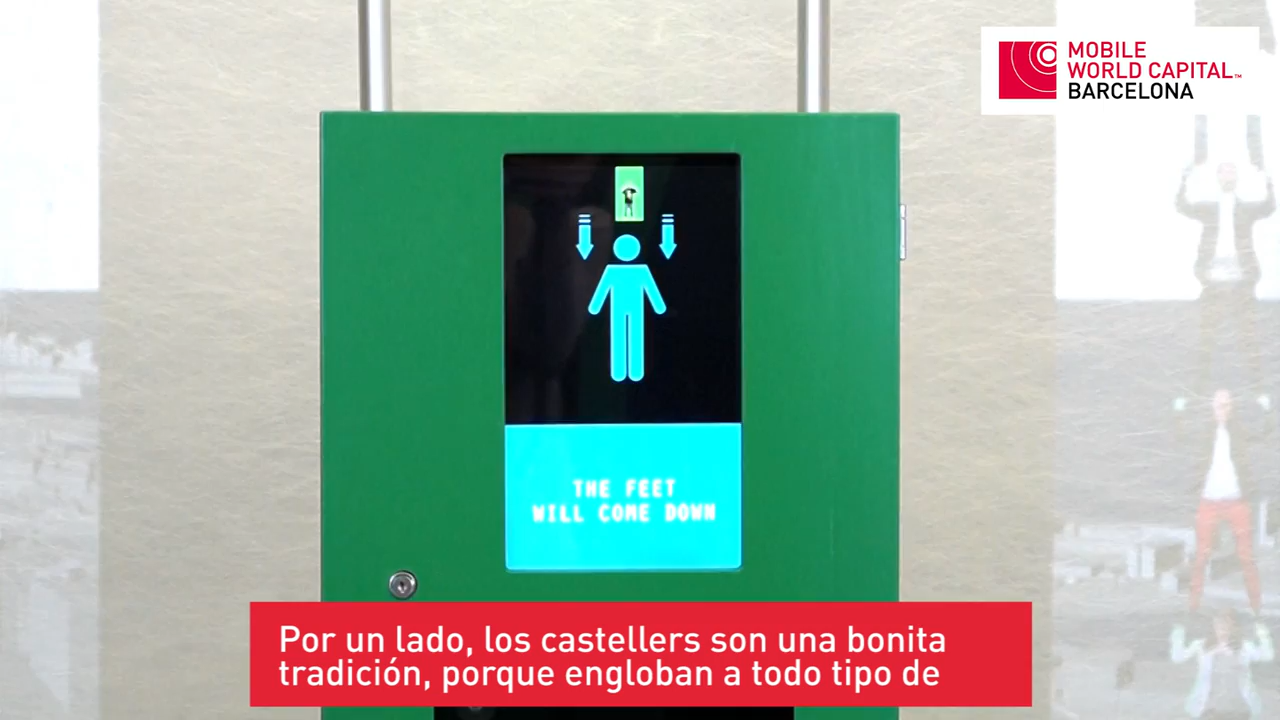 MOBILE
WORLD CAPITAL™
BARCELONA
THE FEET
WILL COME DOWN
Por un lado, los castellers son una bonita
tradición, porque engloban a todo tipo de